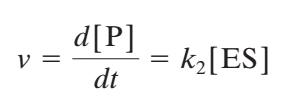 v = d[P]/dt = k₂[ES]